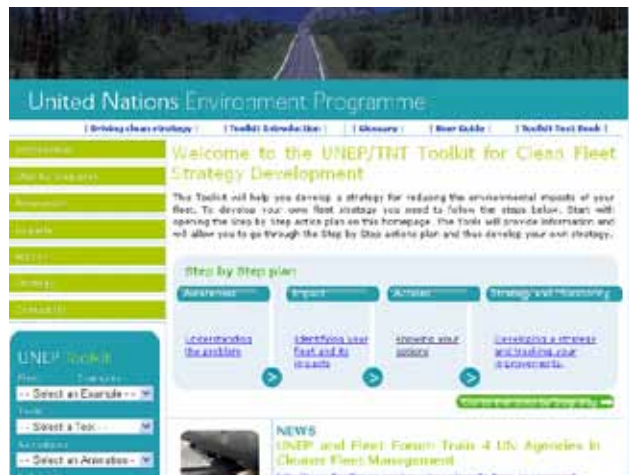 United Nations Environment Programme
| Driving clean strategy | | Toolkit Introduction | | Glossary | | User Guide | | Toolkit Text Book |
Welcome to the UNEP/TNT Toolkit for Clean Fleet
Strategy Development
This Toolkit will help you develop a strategy for reducing the environmental impacts of your
fleet. To develop your own fleet strategy you need to follow the steps below. Start with
opening the Step by Step action plan on this homepage. The Tools will provide information and
will allow you to go through the Step by Step actions plan and thus develop your own strategy.
Step by Step plan
Awareness
Impact
Actions
Strategy and Monitoring
Understanding
the problem
Identifying your
fleet and its
impacts
Knowing your
options
Developing a strategy
and tracking your
improvements.
UNEP Toolkit
-- Select an Example --
Tools
-- Select a Tool --
-- Select an Animation --
NEWS
UNEP and Fleet Forum Train 4 UN Agencies in
Cleaner Fleet Management